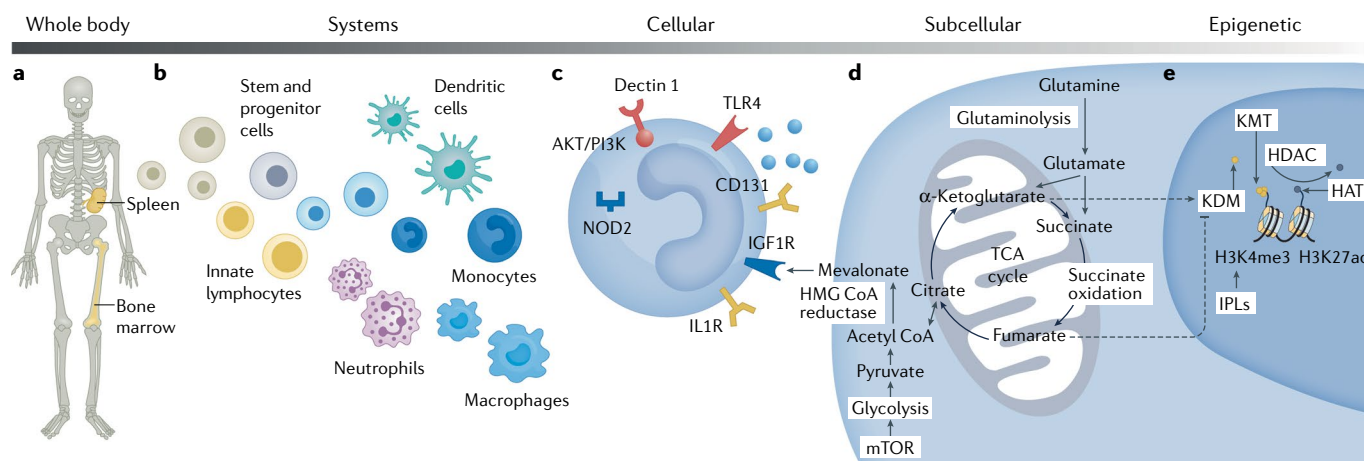 Whole body
Systems
Cellular
Subcellular
Epigenetic
a
Spleen
Bone
marrow
b
Stem and
progenitor
cells
Dendritic
cells
Innate
lymphocytes
Monocytes
Neutrophils
Macrophages
c
Dectin 1
TLR4
AKT/PI3K
CD131
NOD2
IGF1R
IL1R
d
Glutamine
Glutaminolysis
Glutamate
α-Ketoglutarate
Succinate
TCA
cycle
Succinate
oxidation
Citrate
Fumarate
Mevalonate
HMG CoA
reductase
Acetyl CoA
Pyruvate
Glycolysis
mTOR
e
KMT
HDAC
HAT
KDM
H3K4me3
H3K27ac
IPLs